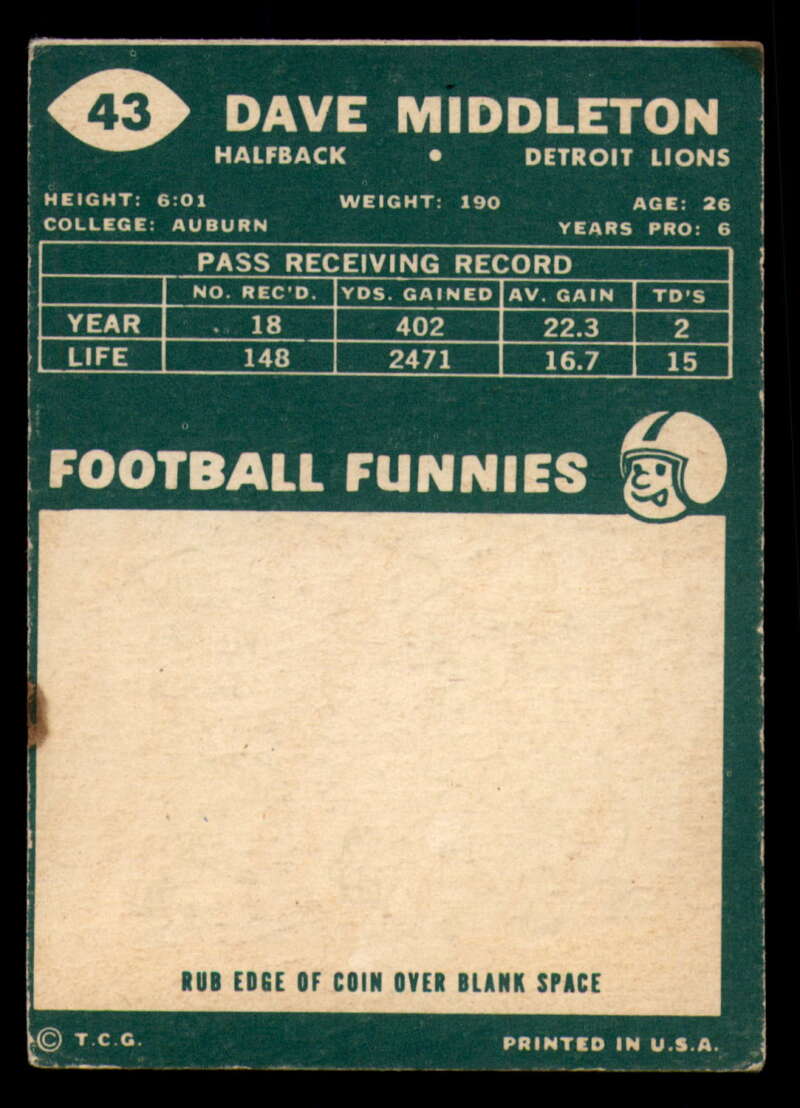 43 DAVE MIDDLETON
HALFBACK • DETROIT LIONS
HEIGHT: 6:01 WEIGHT: 190 AGE: 26
COLLEGE: AUBURN YEARS PRO: 6
PASS RECEIVING RECORD
NO. REC'D. YDS. GAINED AV. GAIN TD'S
YEAR 18 402 22.3 2
LIFE 148 2471 16.7 15
FOOTBALL FUNNIES
RUB EDGE OF COIN OVER BLANK SPACE
© T.C.G. PRINTED IN U.S.A.